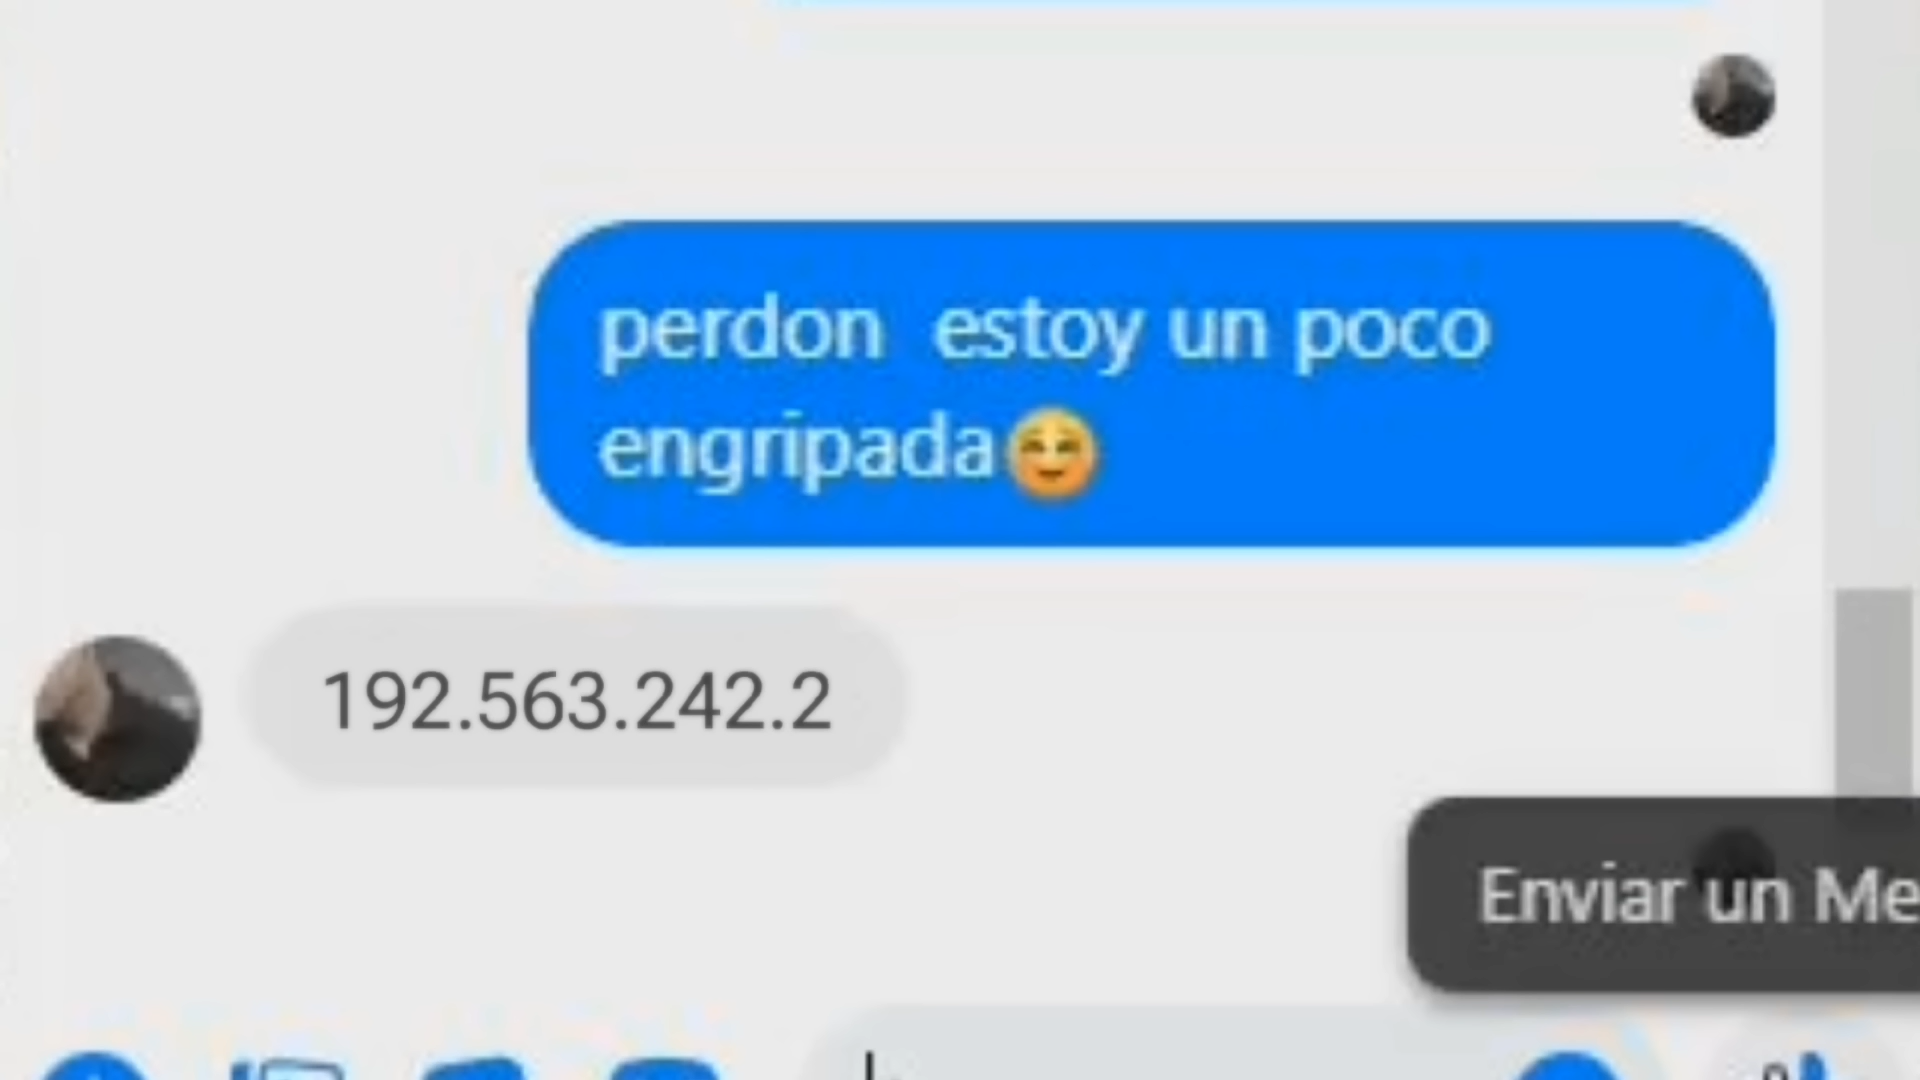 perdon  estoy un poco
engripada☺️
192.563.242.2
Enviar un Me